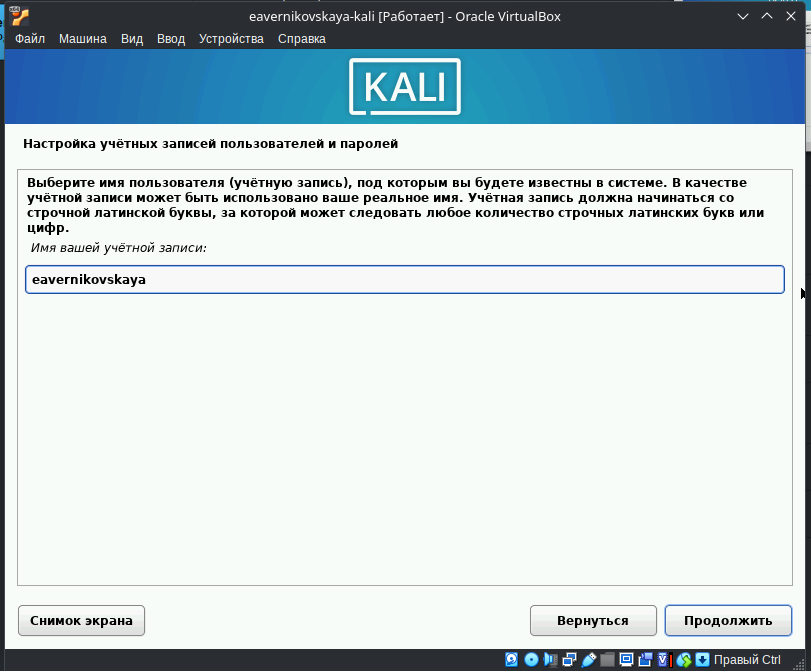 eavernikovskaya-kali [Работает] - Oracle VirtualBox
Файл Машина Вид Ввод Устройства Справка
KALI
Настройка учётных записей пользователей и паролей
Выберите имя пользователя (учётную запись), под которым вы будете известны в системе. В качестве
учётной записи может быть использовано ваше реальное имя. Учётная запись должна начинаться со
строчной латинской буквы, за которой может следовать любое количество строчных латинских букв или
цифр.
Имя вашей учётной записи:
eavernikovskaya
Снимок экрана Вернуться Продолжить
Правый Ctrl